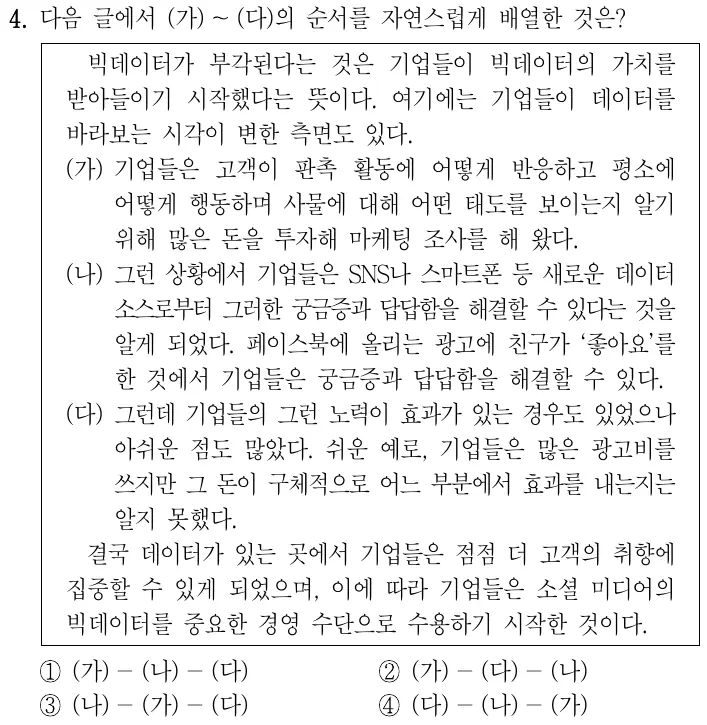 4. 다음 글에서 (가) ~ (다)의 순서를 자연스럽게 배열한 것은?
빅데이터가 부각된다는 것은 기업들이 빅데이터의 가치를
받아들이기 시작했다는 뜻이다. 여기에는 기업들이 데이터를
바라보는 시각이 변한 측면도 있다.
(가) 기업들은 고객이 판촉 활동에 어떻게 반응하고 평소에
어떻게 행동하며 사물에 대해 어떤 태도를 보이는지 알기
위해 많은 돈을 투자해 마케팅 조사를 해 왔다.
(나) 그런 상황에서 기업들은 SNS나 스마트폰 등 새로운 데이터
소스로부터 그러한 궁금증과 답답함을 해결할 수 있다는 것을
알게 되었다. 페이스북에 올리는 광고에 친구가 ‘좋아요’를
한 것에서 기업들은 궁금증과 답답함을 해결할 수 있다.
(다) 그런데 기업들의 그런 노력이 효과가 있는 경우도 있었으나
아쉬운 점도 많았다. 쉬운 예로, 기업들은 많은 광고비를
쓰지만 그 돈이 구체적으로 어느 부분에서 효과를 내는지는
알지 못했다.
결국 데이터가 있는 곳에서 기업들은 점점 더 고객의 취향에
집중할 수 있게 되었으며, 이에 따라 기업들은 소셜 미디어의
빅데이터를 중요한 경영 수단으로 수용하기 시작한 것이다.
① (가) - (나) - (다) ② (가) - (다) - (나)
③ (나) - (가) - (다) ④ (다) - (나) - (가)